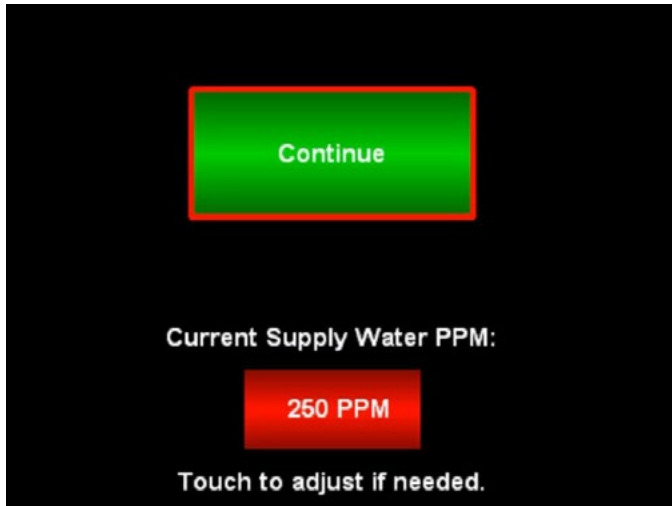 Continue
Current Supply Water PPM:
250 PPM
Touch to adjust if needed.